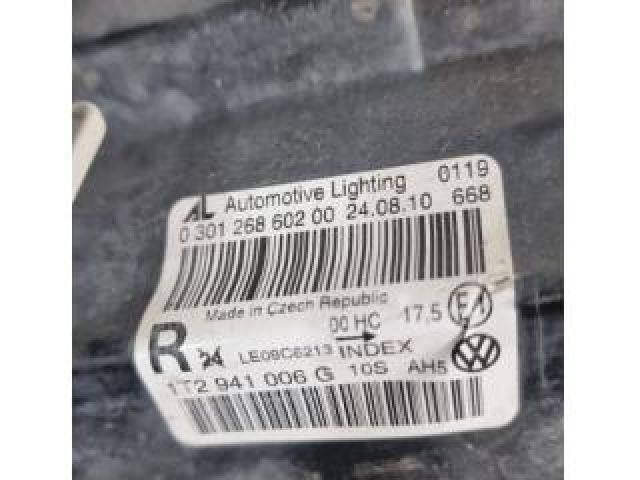 AL Automotive Lighting 0119
0 301 268 602 00 24.08.10 668
Made in Czech Republic
00 HC 17,5 E1
R LE09C6213 INDEX
1T2 941 006 G 10S AH5